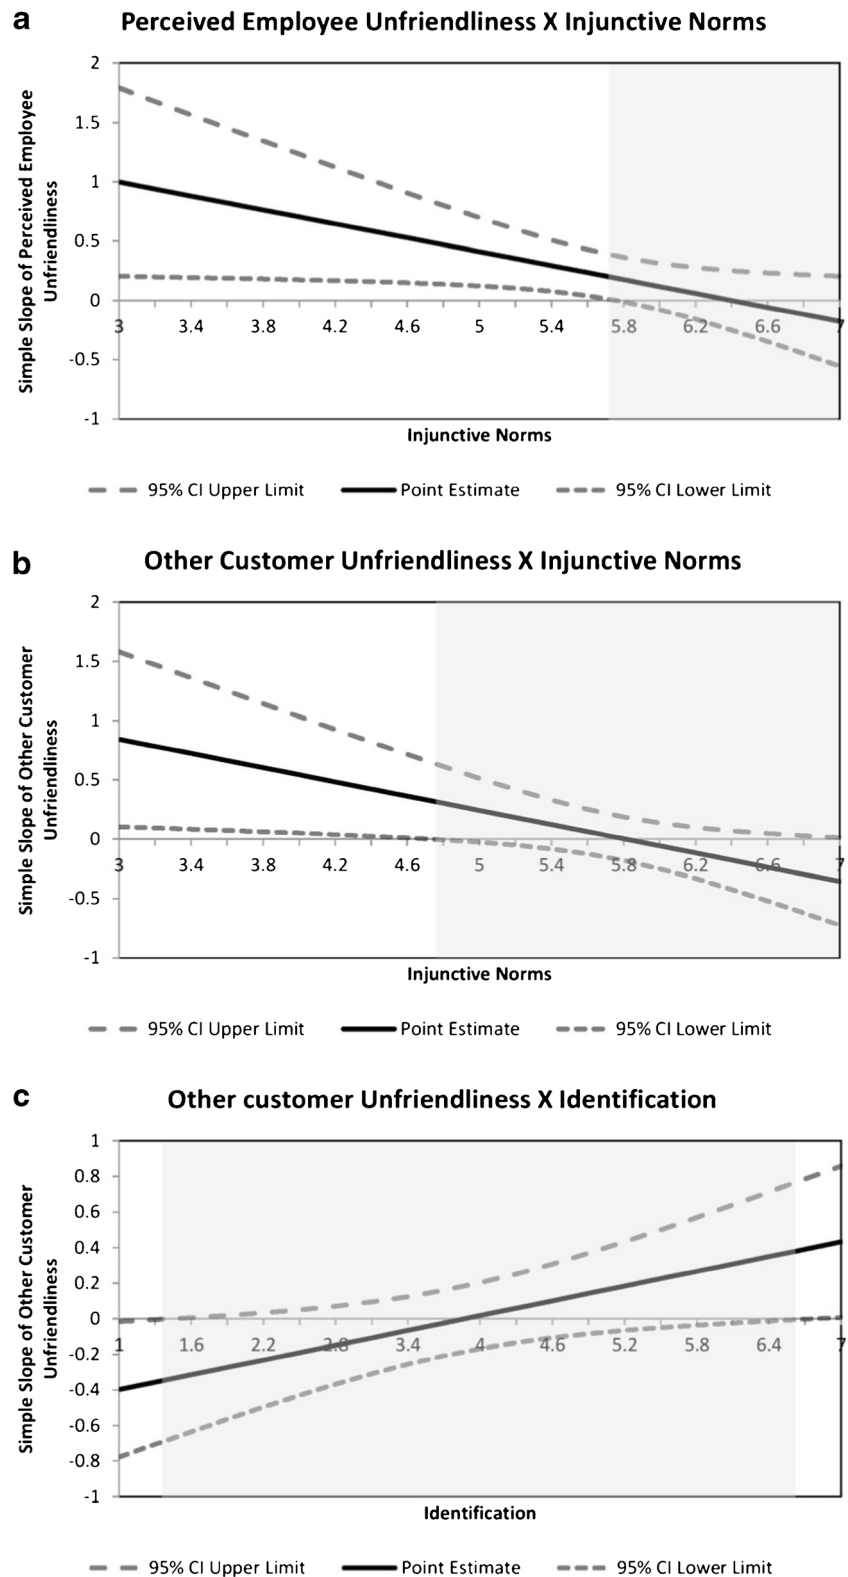 a
Perceived Employee Unfriendliness X Injunctive Norms
Simple Slope of Perceived Employee
Unfriendliness
2
1.5
1
0.5
0
-0.5
-1
3 3.4 3.8 4.2 4.6 5 5.4 5.8 6.2 6.6 7
Injunctive Norms
95% CI Upper Limit Point Estimate 95% CI Lower Limit
b
Other Customer Unfriendliness X Injunctive Norms
Simple Slope of Other Customer
Unfriendliness
2
1.5
1
0.5
0
-0.5
-1
3 3.4 3.8 4.2 4.6 5 5.4 5.8 6.2 6.6 7
Injunctive Norms
95% CI Upper Limit Point Estimate 95% CI Lower Limit
c
Other customer Unfriendliness X Identification
Simple Slope of Other Customer
Unfriendliness
1
0.8
0.6
0.4
0.2
0
-0.2
-0.4
-0.6
-0.8
-1
1 1.6 2.2 2.8 3.4 4 4.6 5.2 5.8 6.4 7
Identification
95% CI Upper Limit Point Estimate 95% CI Lower Limit